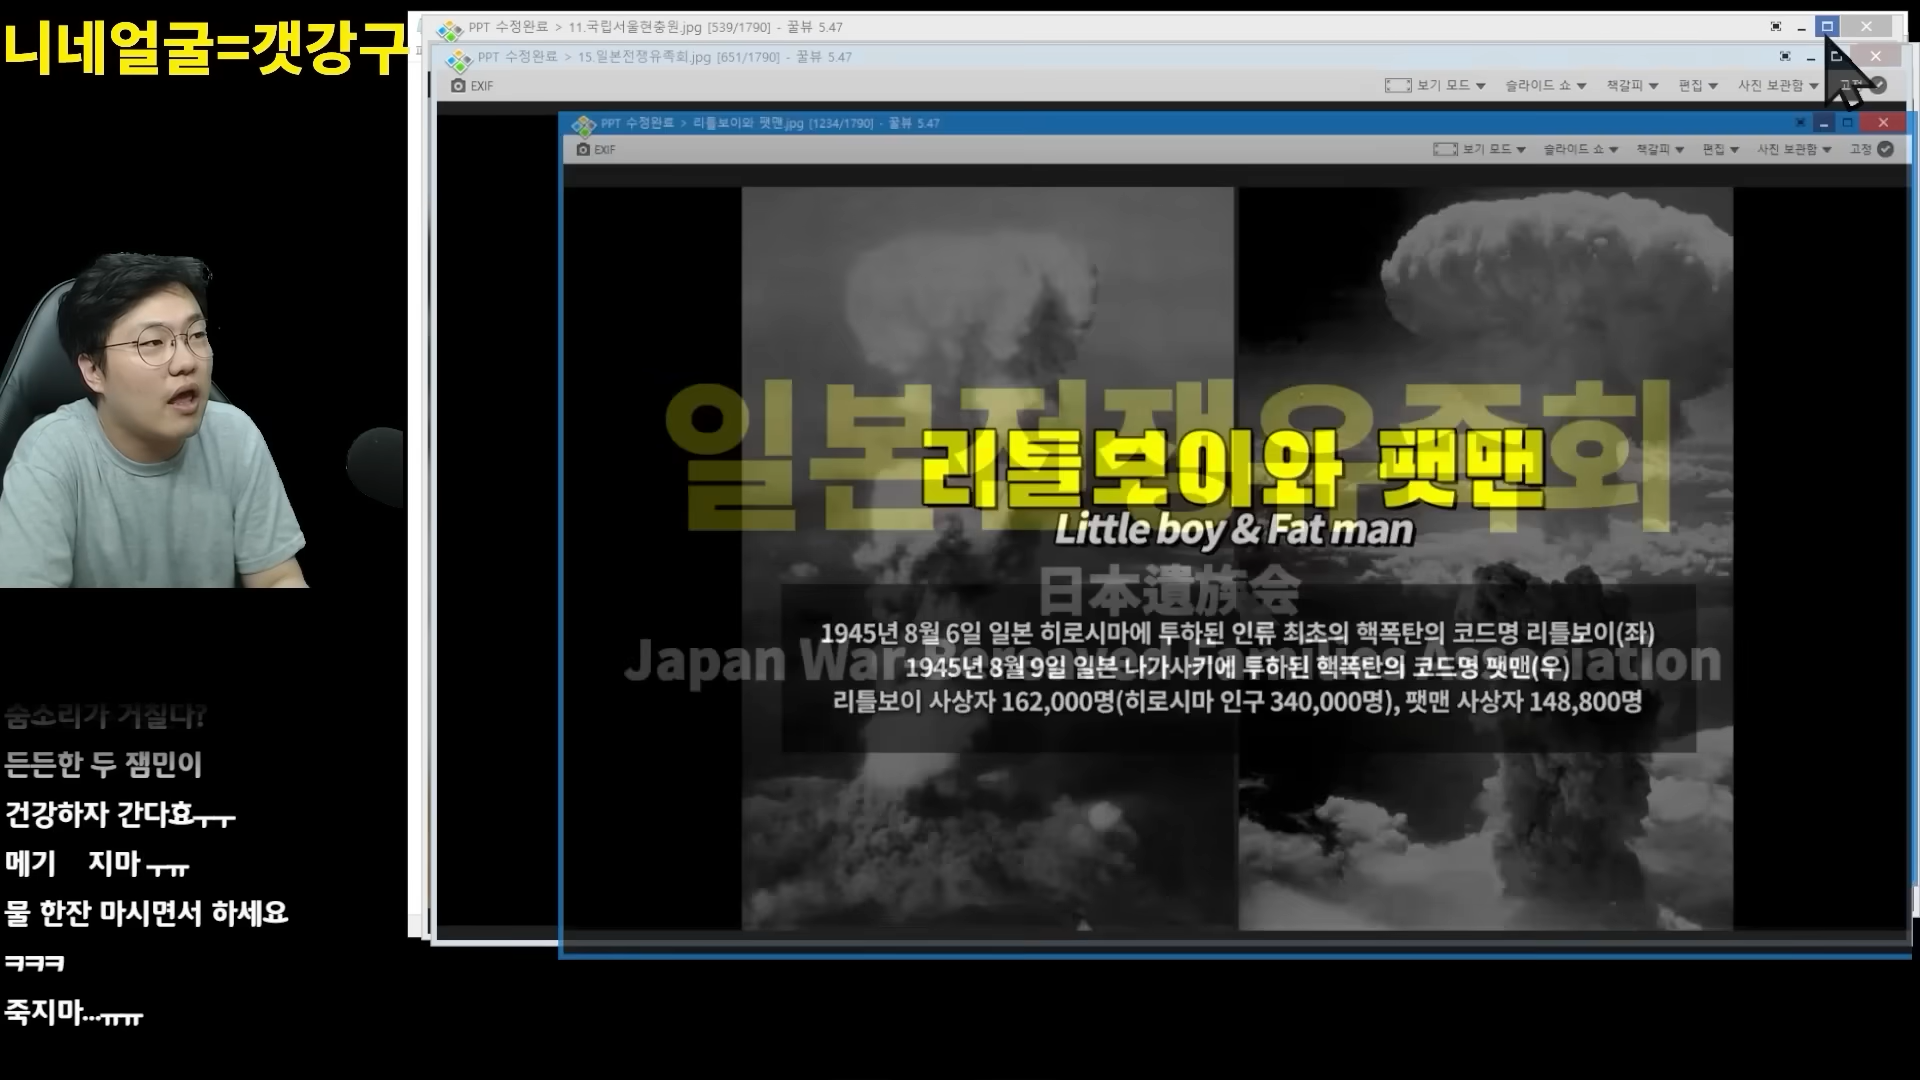 니네얼굴=갯강구
PPT 수정완료 > 11.국립서울현충원.jpg [539/1790] - 꿀뷰 5.47
PPT 수정완료 > 15.일본전쟁유족회.jpg [651/1790] - 꿀뷰 5.47
EXIF 보기 모드 슬라이드 쇼 책갈피 편집 사진 보관함 고정
PPT 수정완료 > 리틀보이와 팻맨.jpg [1234/1790] - 꿀뷰 5.47
EXIF 보기 모드 슬라이드 쇼 책갈피 편집 사진 보관함 고정
일본전쟁유족회
리틀보이와 팻맨
Little boy & Fat man
日本遺族会
1945년 8월 6일 일본 히로시마에 투하된 인류 최초의 핵폭탄의 코드명 리틀보이(좌)
Japan War Bereaved Families Association
1945년 8월 9일 일본 나가사키에 투하된 핵폭탄의 코드명 팻맨(우)
리틀보이 사상자 162,000명(히로시마 인구 340,000명), 팻맨 사상자 148,800명
숨소리가 거칠다?
든든한 두 잼민이
건강하자 간다효ㅜㅜ
메기 지마 ㅜㅠ
물 한잔 마시면서 하세요
ㅋㅋㅋ
죽지마...ㅠㅠ